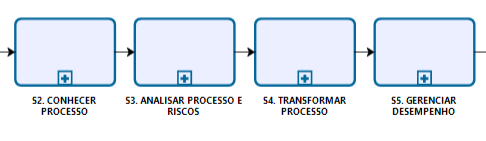 S2. CONHECER
PROCESSO
S3. ANALISAR PROCESSO E
RISCOS
S4. TRANSFORMAR
PROCESSO
S5. GERENCIAR
DESEMPENHO